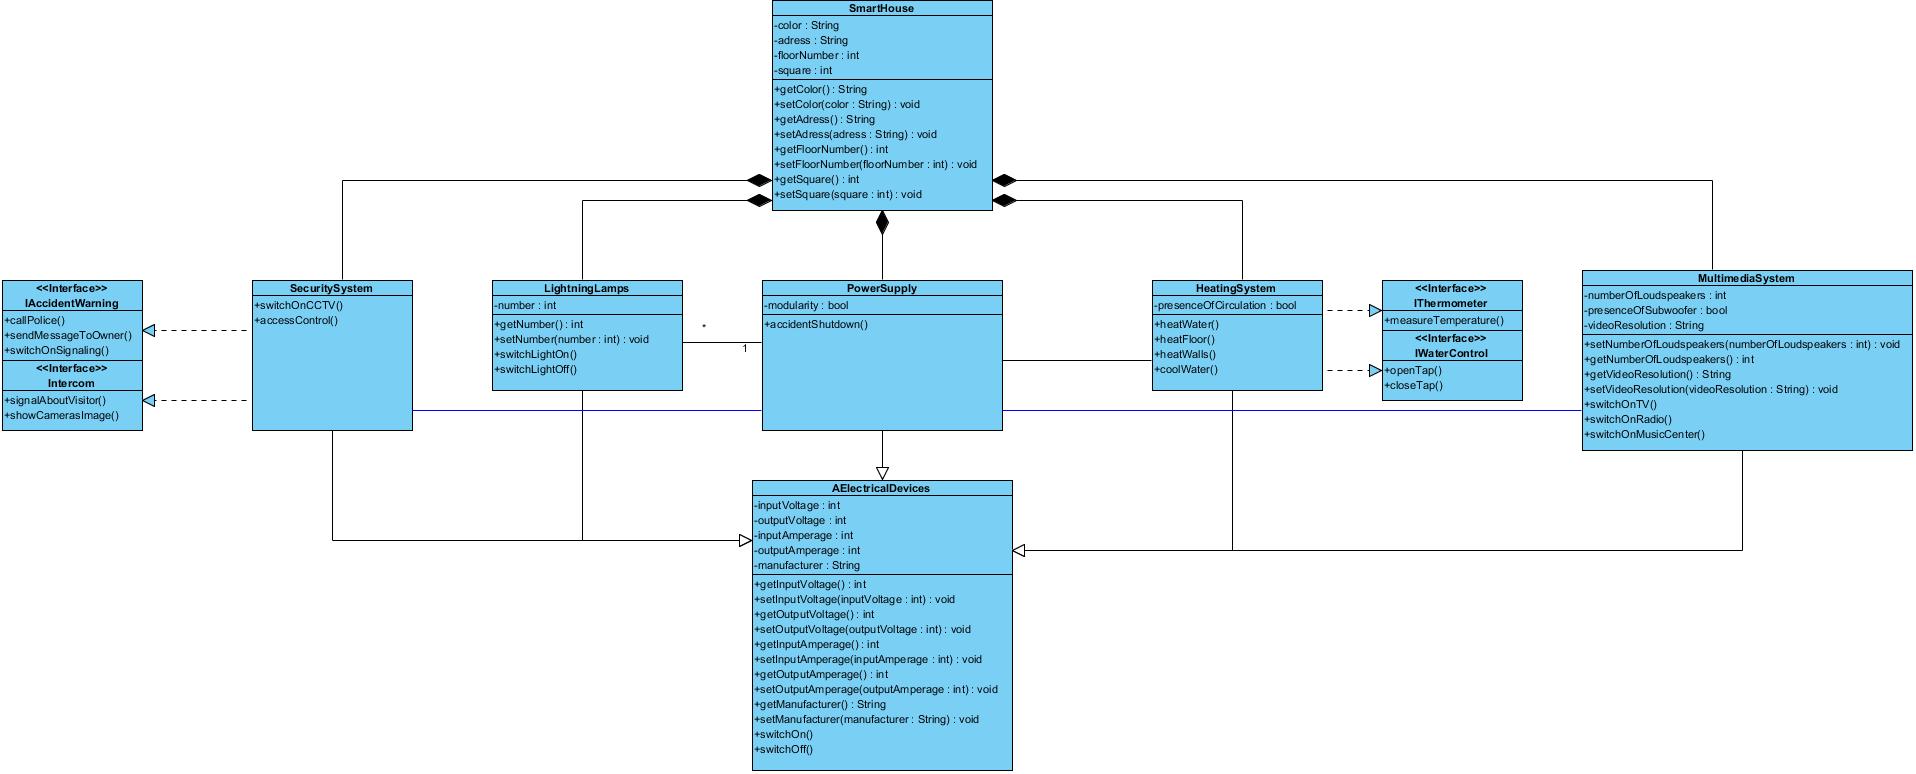 SmartHouse
-color : String
-adress : String
-floorNumber : int
-square : int
+getColor() : String
+setColor(color : String) : void
+getAdress() : String
+setAdress(adress : String) : void
+getFloorNumber() : int
+setFloorNumber(floorNumber : int) : void
+getSquare() : int
+setSquare(square : int) : void
<<Interface>>
IAccidentWarning
+callPolice()
+sendMessageToOwner()
+switchOnSignaling()
<<Interface>>
Intercom
+signalAboutVisitor()
+showCamerasImage()
SecuritySystem
+switchOnCCTV()
+accessControl()
LightningLamps
-number : int
+getNumber() : int
+setNumber(number : int) : void
+switchLightOn()
+switchLightOff()
*
1
PowerSupply
-modularity : bool
+accidentShutdown()
HeatingSystem
-presenceOfCirculation : bool
+heatWater()
+heatFloor()
+heatWalls()
+coolWater()
<<Interface>>
IThermometer
+measureTemperature()
<<Interface>>
IWaterControl
+openTap()
+closeTap()
MultimediaSystem
-numberOfLoudspeakers : int
-presenceOfSubwoofer : bool
-videoResolution : String
+setNumberOfLoudspeakers(numberOfLoudspeakers : int) : void
+getNumberOfLoudspeakers() : int
+getVideoResolution() : String
+setVideoResolution(videoResolution : String) : void
+switchOnTV()
+switchOnRadio()
+switchOnMusicCenter()
AElectricalDevices
-inputVoltage : int
-outputVoltage : int
-inputAmperage : int
-outputAmperage : int
-manufacturer : String
+getInputVoltage() : int
+setInputVoltage(inputVoltage : int) : void
+getOutputVoltage() : int
+setOutputVoltage(outputVoltage : int) : void
+getInputAmperage() : int
+setInputAmperage(inputAmperage : int) : void
+getOutputAmperage() : int
+setOutputAmperage(outputAmperage : int) : void
+getManufacturer() : String
+setManufacturer(manufacturer : String) : void
+switchOn()
+switchOff()